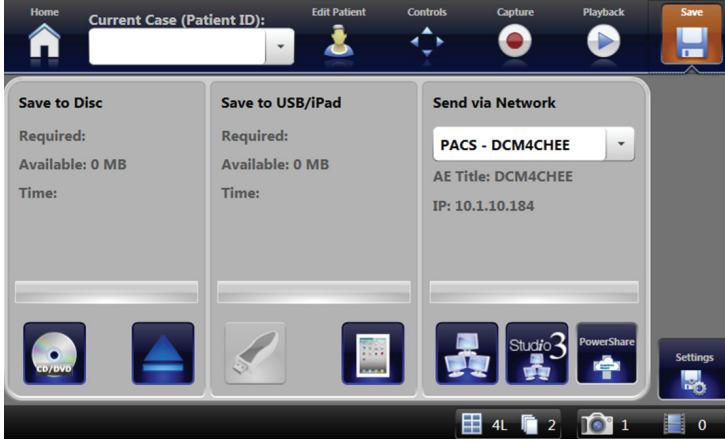 Home
Current Case (Patient ID):
Edit Patient
Controls
Capture
Playback
Save
Save to Disc
Required:
Available: 0 MB
Time:
CD/DVD
Save to USB/iPad
Required:
Available: 0 MB
Time:
Send via Network
PACS - DCM4CHEE
AE Title: DCM4CHEE
IP: 10.1.10.184
Studio3
PowerShare
Settings
4L
2
1
0